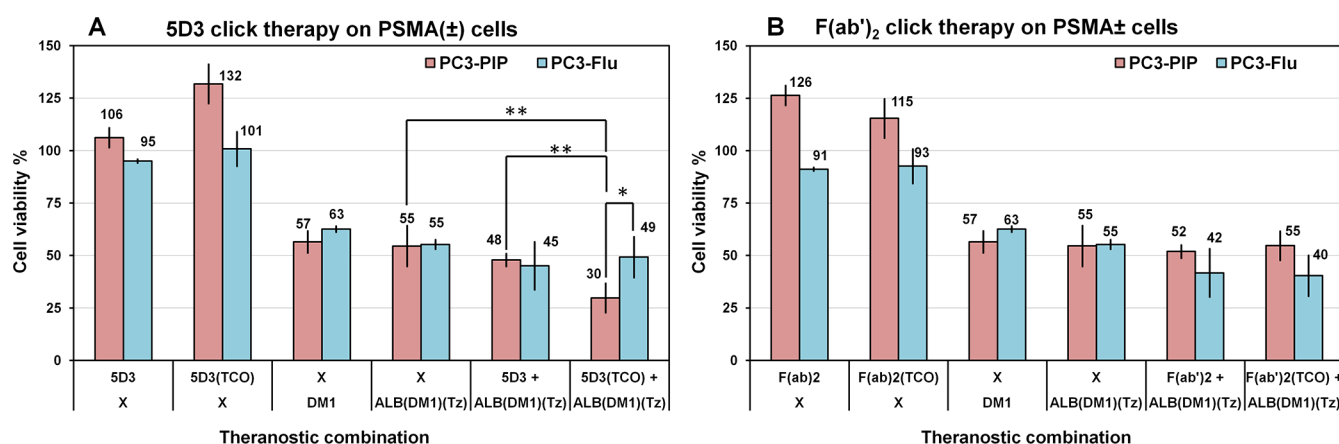 A 5D3 click therapy on PSMA(±) cells
Cell viability %
150
125
100
75
50
25
0
PC3-PIP PC3-Flu
106 95 132 101 57 63 55 55 48 45 30 49
** ** *
5D3 5D3(TCO) X X 5D3 + 5D3(TCO) +
X X DM1 ALB(DM1)(Tz) ALB(DM1)(Tz) ALB(DM1)(Tz)
Theranostic combination
B F(ab')2 click therapy on PSMA± cells
Cell viability %
150
125
100
75
50
25
0
PC3-PIP PC3-Flu
126 91 115 93 57 63 55 55 52 42 55 40
F(ab)2 F(ab)2(TCO) X X F(ab')2 + F(ab')2(TCO) +
X X DM1 ALB(DM1)(Tz) ALB(DM1)(Tz) ALB(DM1)(Tz)
Theranostic combination